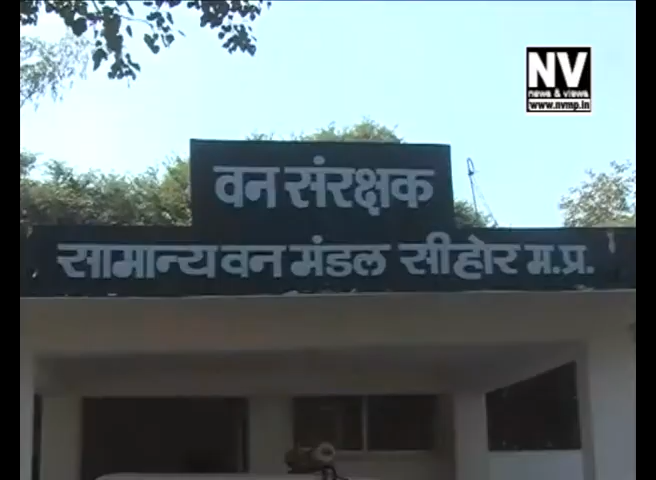 NV
news & views
www.nvmp.in
वन संरक्षक
सामान्य वन मंडल सीहोर म.प्र.